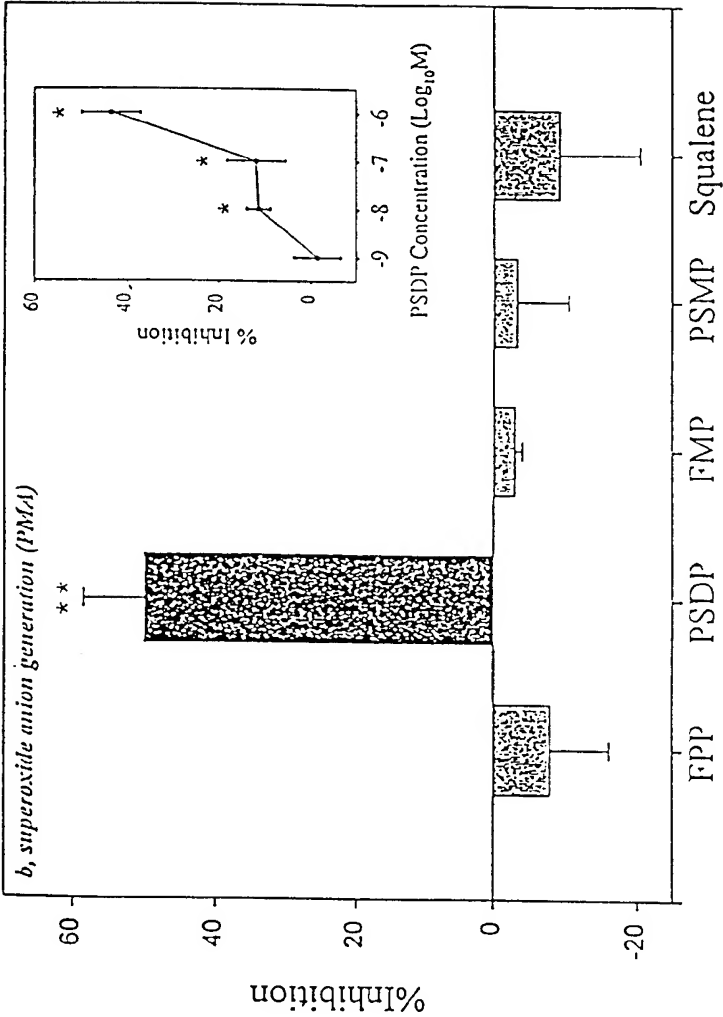 b, superoxide anion generation (PMA)
%Inhibition
60
40
20
0
-20
**
FPP
PSDP
FMP
PSMP
Squalene
% Inhibition
60
40
20
0
*
*
*
-9
-8
-7
-6
PSDP Concentration (Log₁₀M)